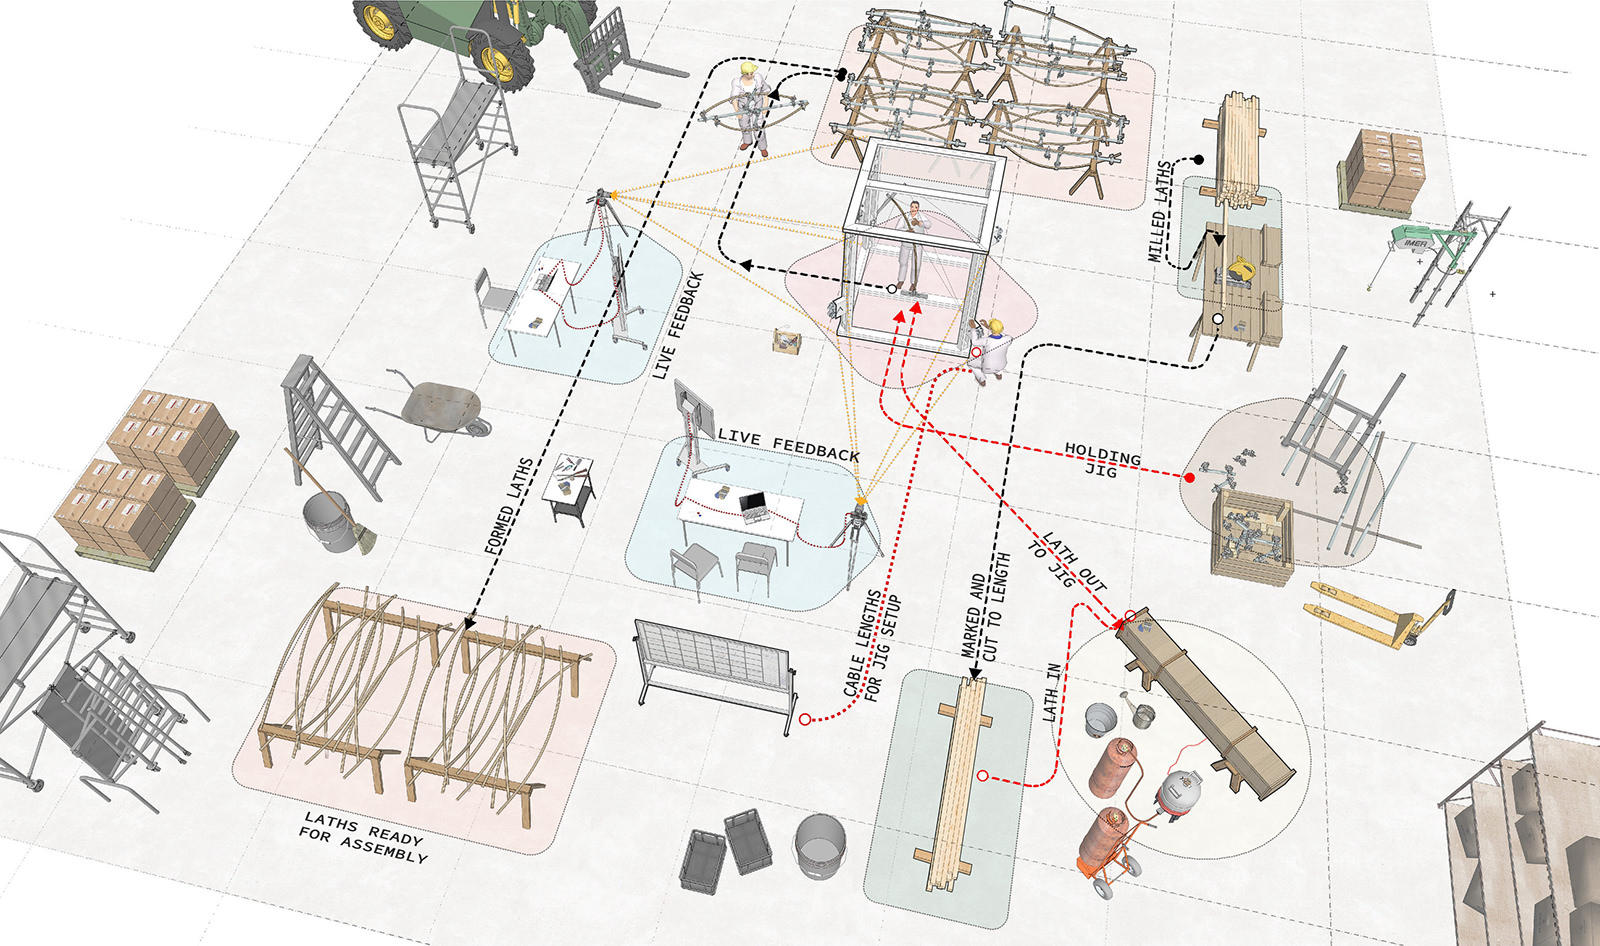 MILLED LATHS
IMER
LIVE FEEDBACK
LIVE FEEDBACK
HOLDING
JIG
FORMED LATHS
LATH OUT
TO JIG
MARKED AND
CUT TO LENGTH
CABLE LENGTHS
FOR JIG SETUP
LATH IN
LATHS READY
FOR ASSEMBLY